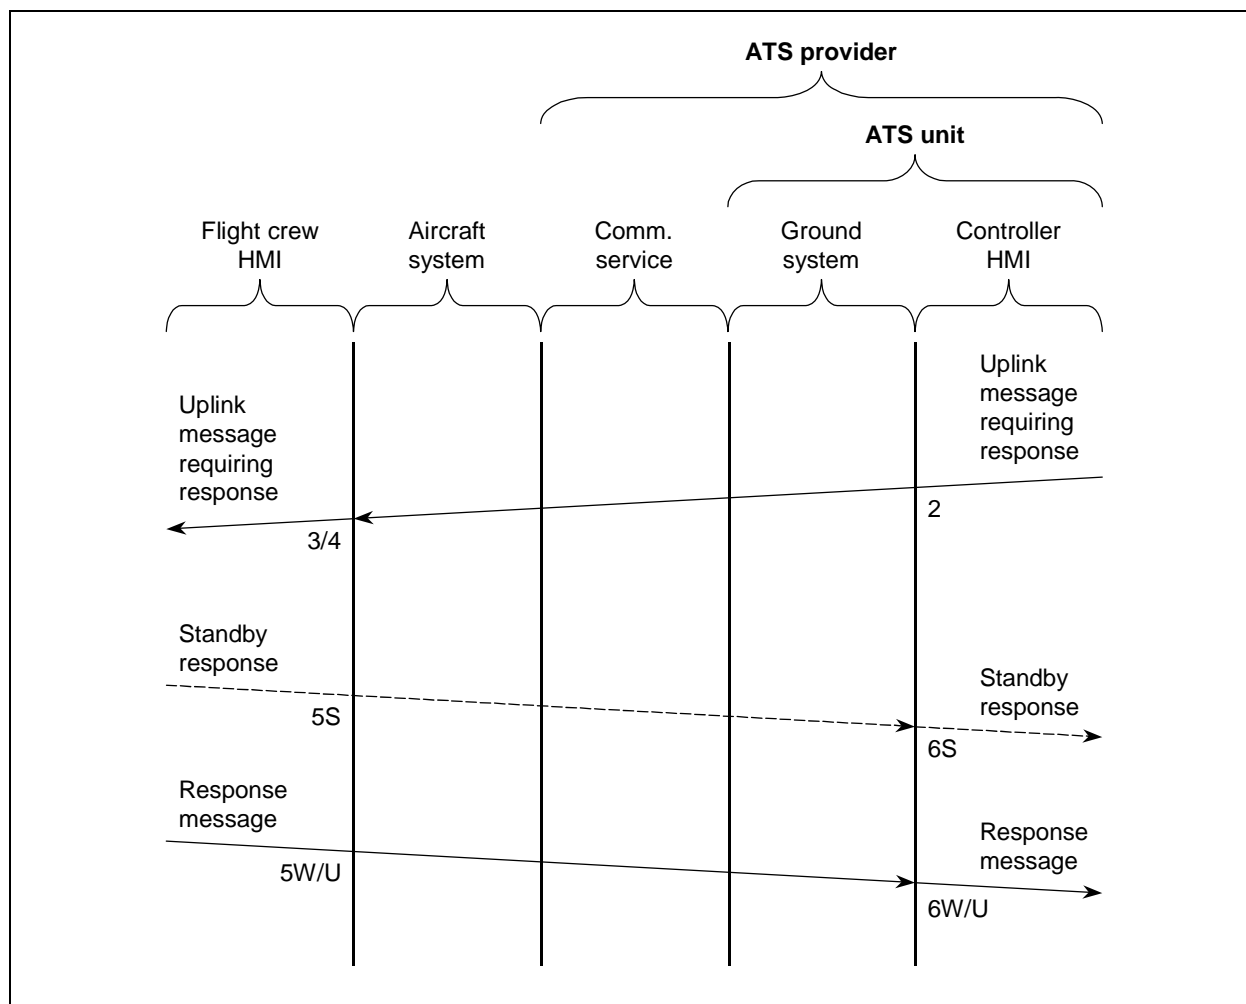 ATS provider
ATS unit
Flight crew
HMI
Aircraft
system
Comm.
service
Ground
system
Controller
HMI
Uplink
message
requiring
response
Uplink
message
requiring
response
2
3/4
Standby
response
Standby
response
5S
6S
Response
message
Response
message
5W/U
6W/U